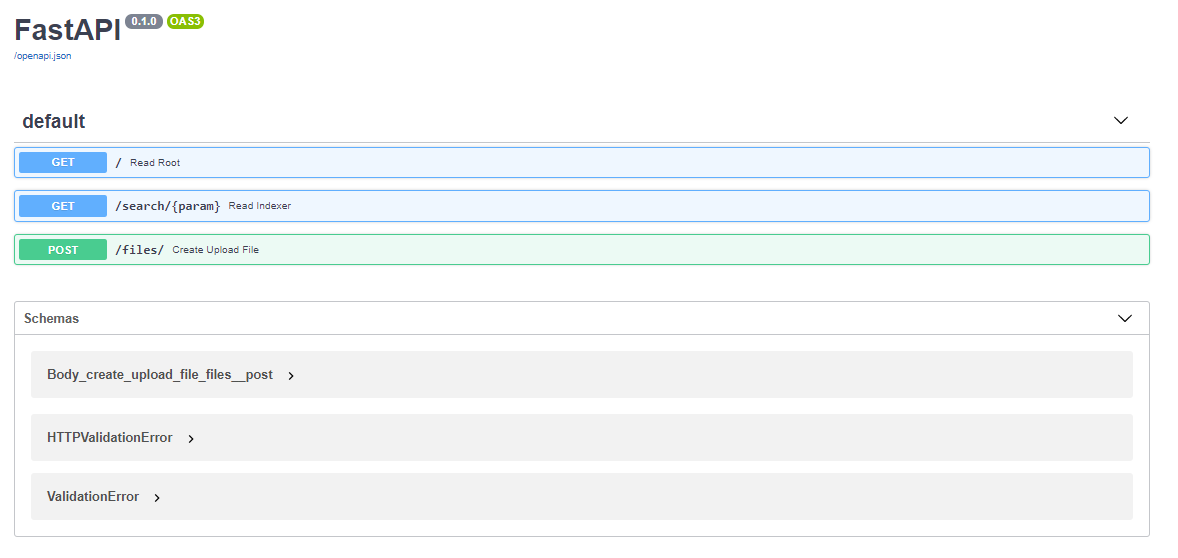 FastAPI 0.1.0 OAS3
/openapi.json
default
GET / Read Root
GET /search/{param} Read Indexer
POST /files/ Create Upload File
Schemas
Body_create_upload_file_files__post
HTTPValidationError
ValidationError